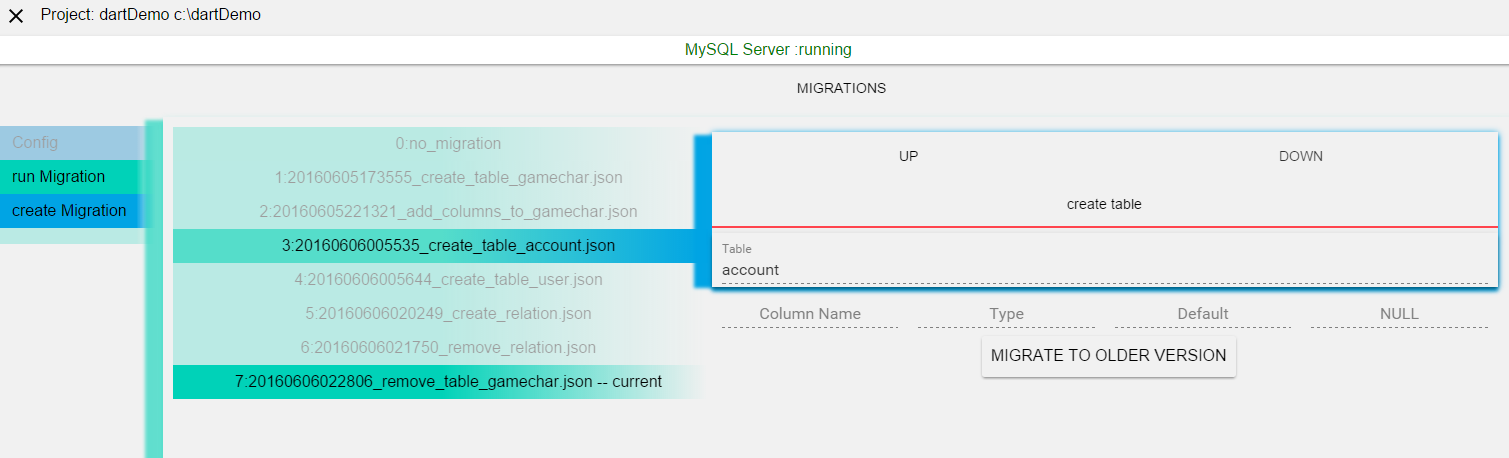 Project: dartDemo c:\dartDemo
MySQL Server :running
MIGRATIONS
Config
run Migration
create Migration
0:no_migration
1:20160605173555_create_table_gamechar.json
2:20160605221321_add_columns_to_gamechar.json
3:20160606005535_create_table_account.json
4:20160606005644_create_table_user.json
5:20160606020249_create_relation.json
6:20160606021750_remove_relation.json
7:20160606022806_remove_table_gamechar.json -- current
UP DOWN
create table
Table
account
Column Name Type Default NULL
MIGRATE TO OLDER VERSION